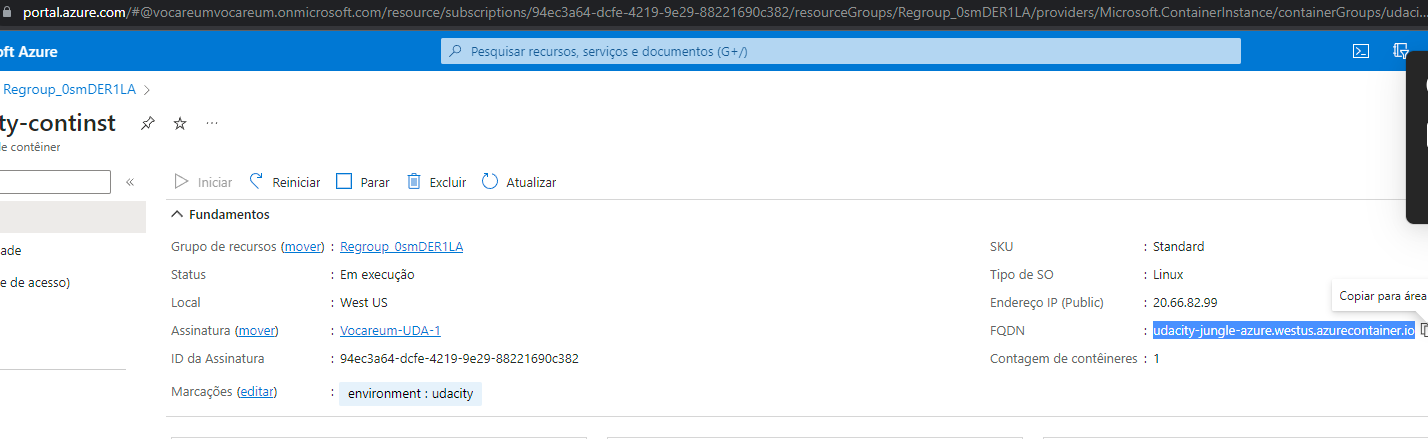 portal.azure.com/#@vocareumvocareum.onmicrosoft.com/resource/subscriptions/94ec3a64-dcfe-4219-9e29-88221690c382/resourceGroups/Regroup_0smDER1LA/providers/Microsoft.ContainerInstance/containerGroups/udaci...
oft Azure
Pesquisar recursos, serviços e documentos (G+/)
Regroup_0smDER1LA >
ty-continst
de contêiner
Iniciar Reiniciar Parar Excluir Atualizar
Fundamentos
Grupo de recursos (mover) : Regroup_0smDER1LA
SKU : Standard
ade
Status : Em execução
Tipo de SO : Linux
e de acesso)
Local : West US
Endereço IP (Public) : 20.66.82.99
Copiar para área
Assinatura (mover) : Vocareum-UDA-1
FQDN : udacity-jungle-azure.westus.azurecontainer.io
ID da Assinatura : 94ec3a64-dcfe-4219-9e29-88221690c382
Contagem de contêineres : 1
Marcações (editar) : environment : udacity